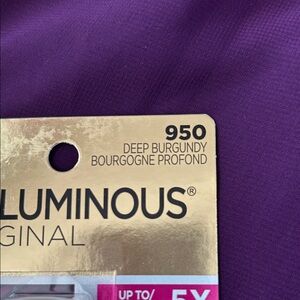 950
DEEP BURGUNDY
BOURGOGNE PROFOND
LUMINOUS®
GINAL
UP TO/
5X